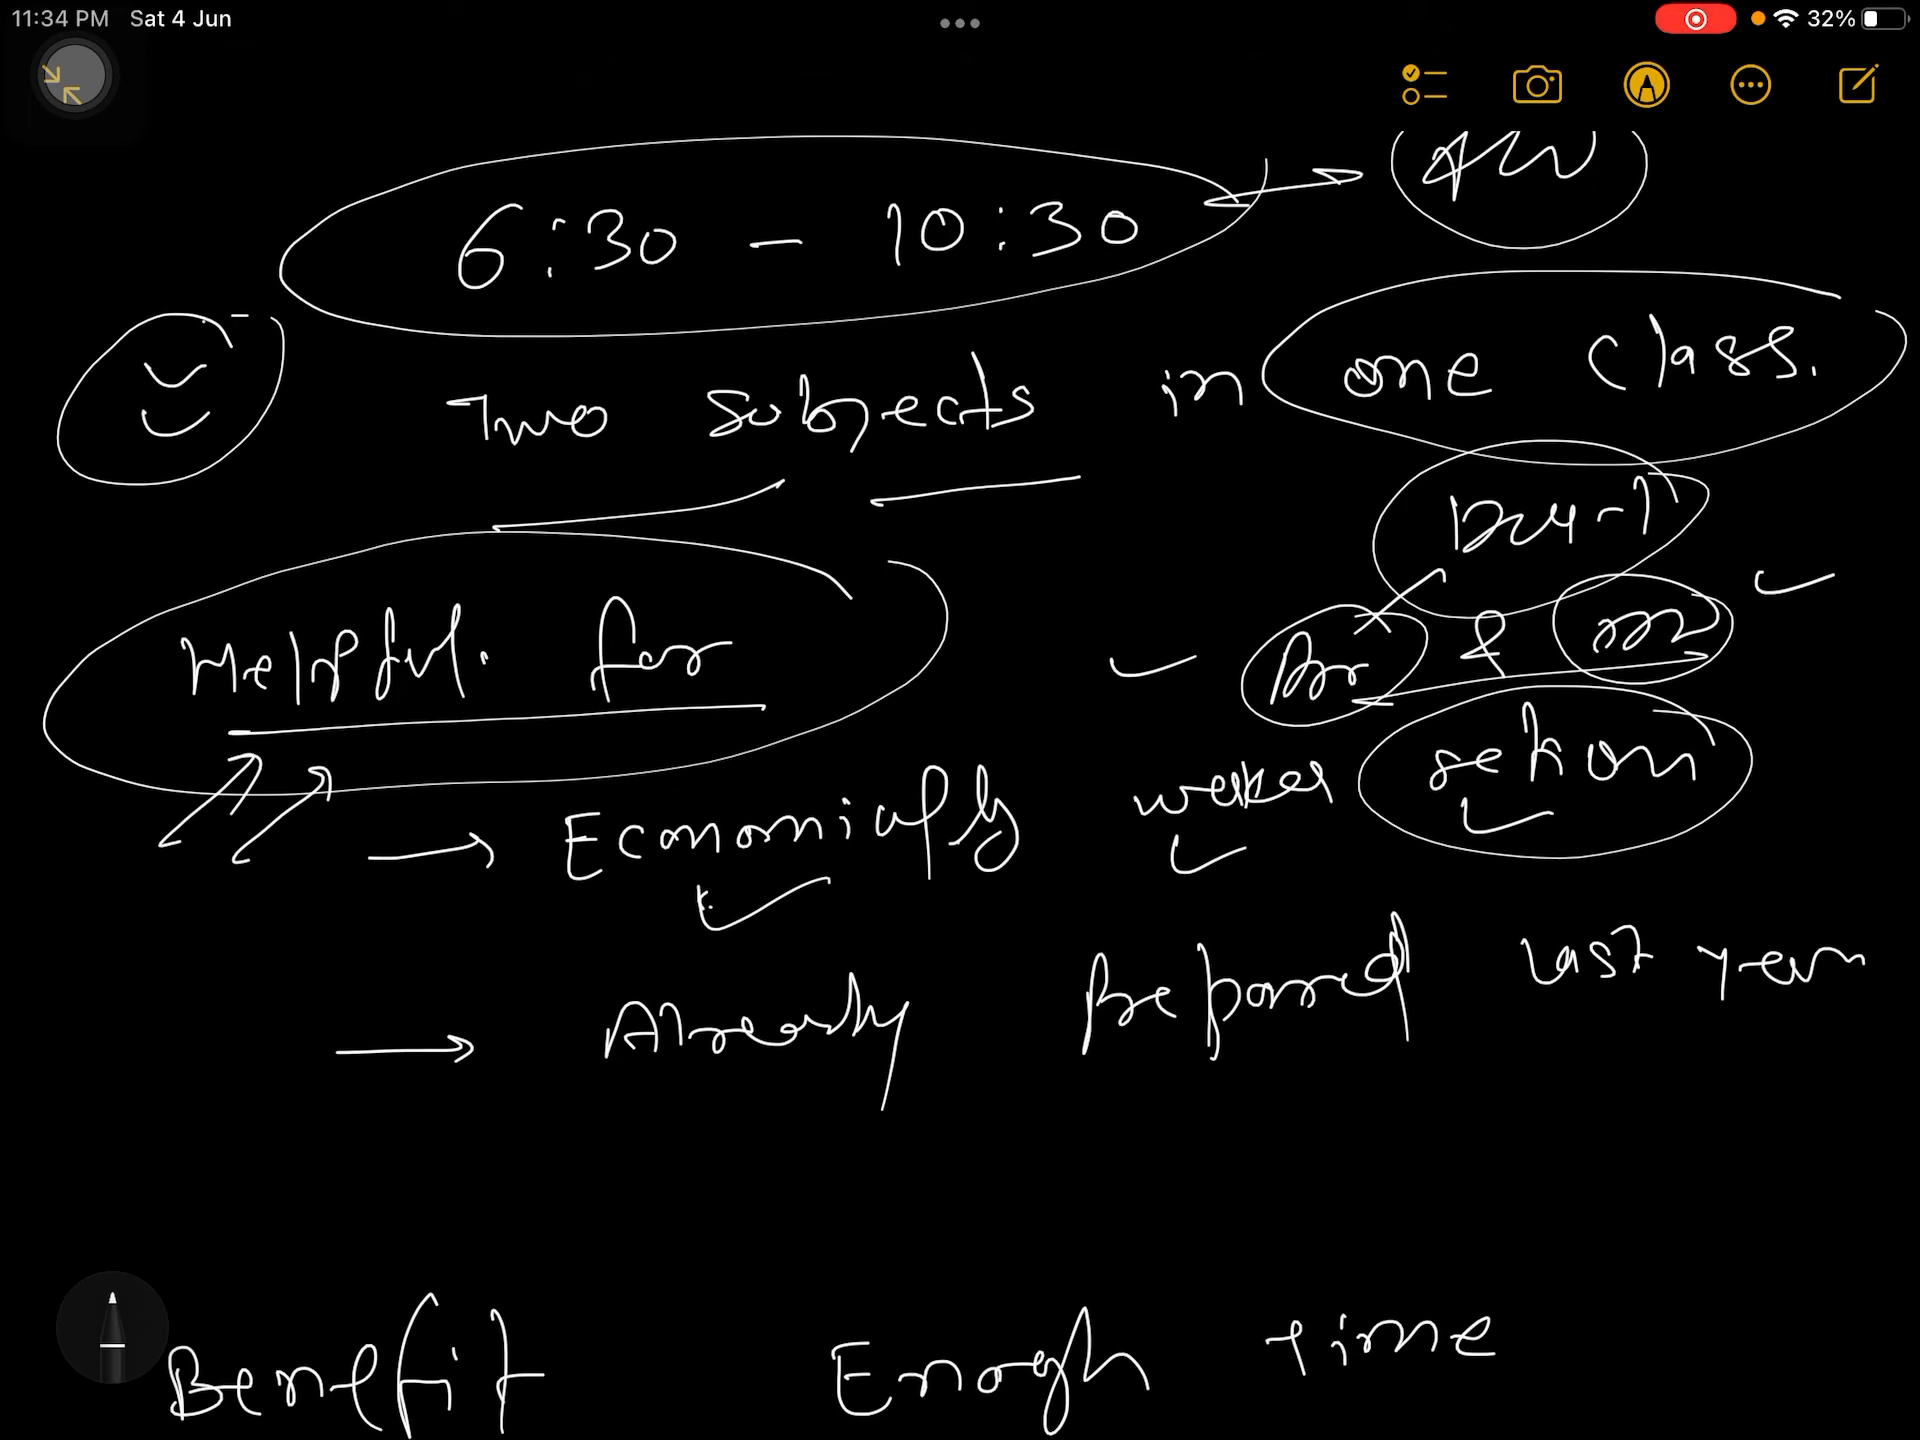 11:34 PM Sat 4 Jun
32%
6:30 - 10:30
Two subjects in one class.
Helpful. for
&
Economically weaker
Already Prepared last year
Benefit Enough time